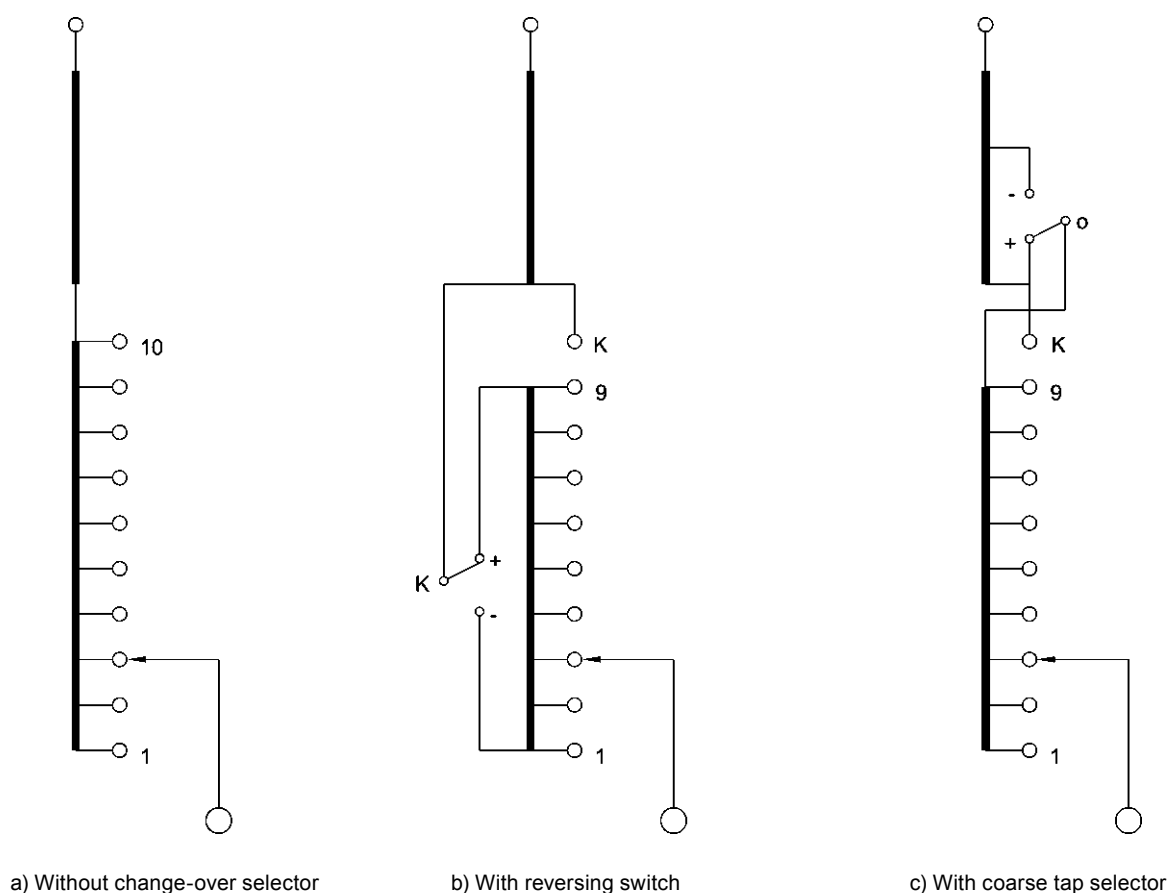 10
1
K
9
+
K
-
1
-
o
+
K
9
1
a) Without change-over selector
b) With reversing switch
c) With coarse tap selector